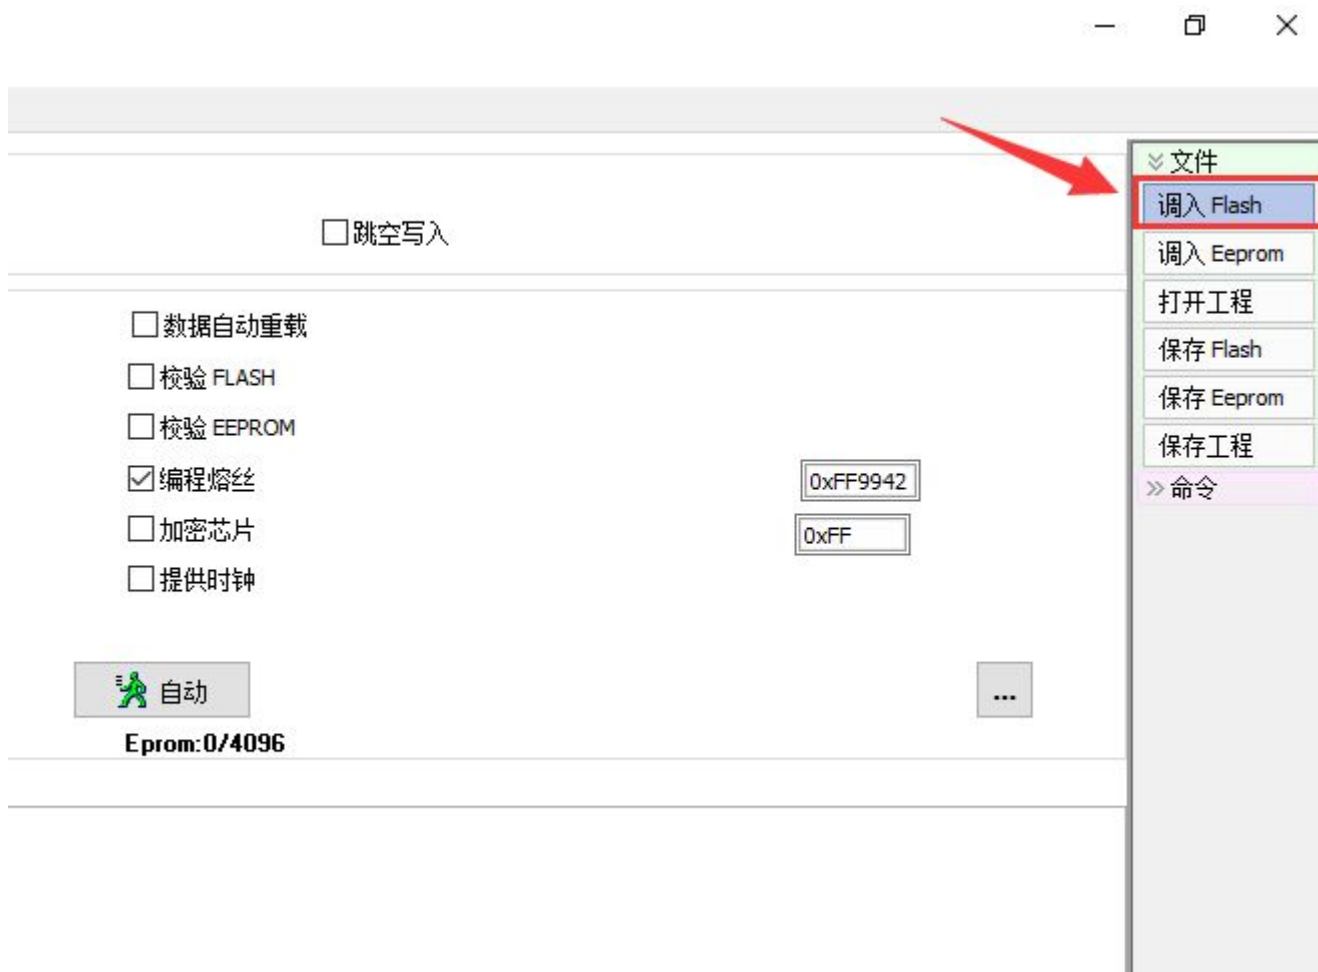 文件
调入 Flash
跳空写入
调入 Eeprom
打开工程
数据自动重载
保存 Flash
校验 FLASH
保存 Eeprom
校验 EEPROM
保存工程
编程熔丝
0xFF9942
命令
加密芯片
0xFF
提供时钟
自动
...
Eprom:0/4096